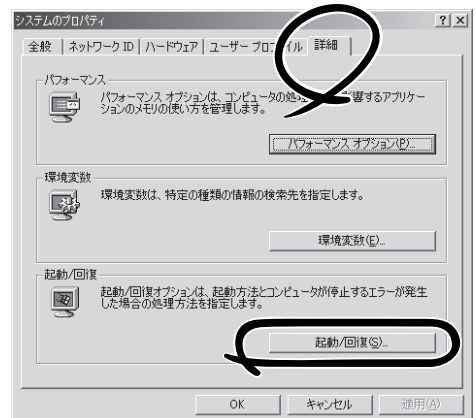 システムのプロパティ
全般 ネットワーク ID ハードウェア ユーザー プロファイル 詳細
パフォーマンス
パフォーマンス オプションは、コンピュータの処理 影響するアプリケー
ションのメモリの使い方を管理します。
パフォーマンス オプション(P)...
環境変数
環境変数は、特定の種類の情報の検索先を指定します。
環境変数(E)...
起動/回復
起動/回復オプションは、起動方法とコンピュータが停止するエラーが発生
した場合の処理方法を指定します。
起動/回復(S)...
OK キャンセル 適用(A)